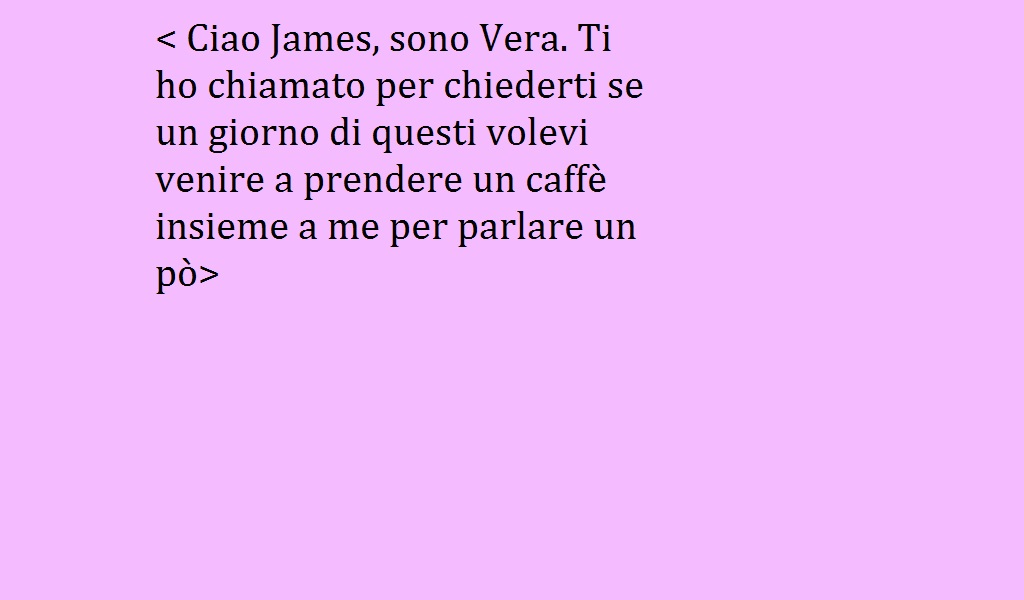 < Ciao James, sono Vera. Ti
ho chiamato per chiederti se
un giorno di questi volevi
venire a prendere un caffè
insieme a me per parlare un
pò>